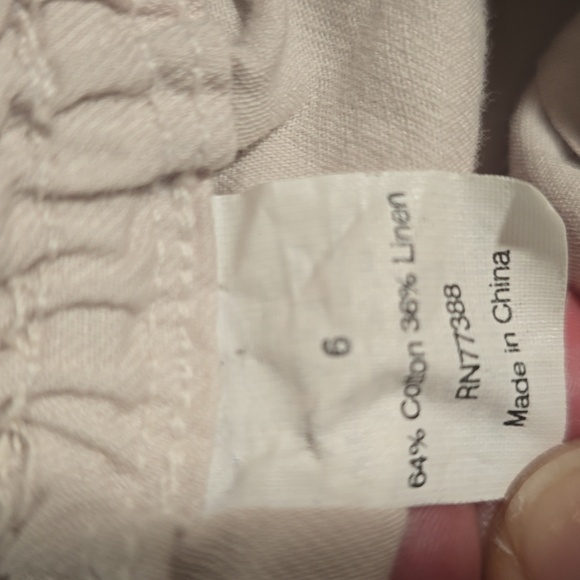 6
64% Cotton 36% Linen
RN77388
Made in China